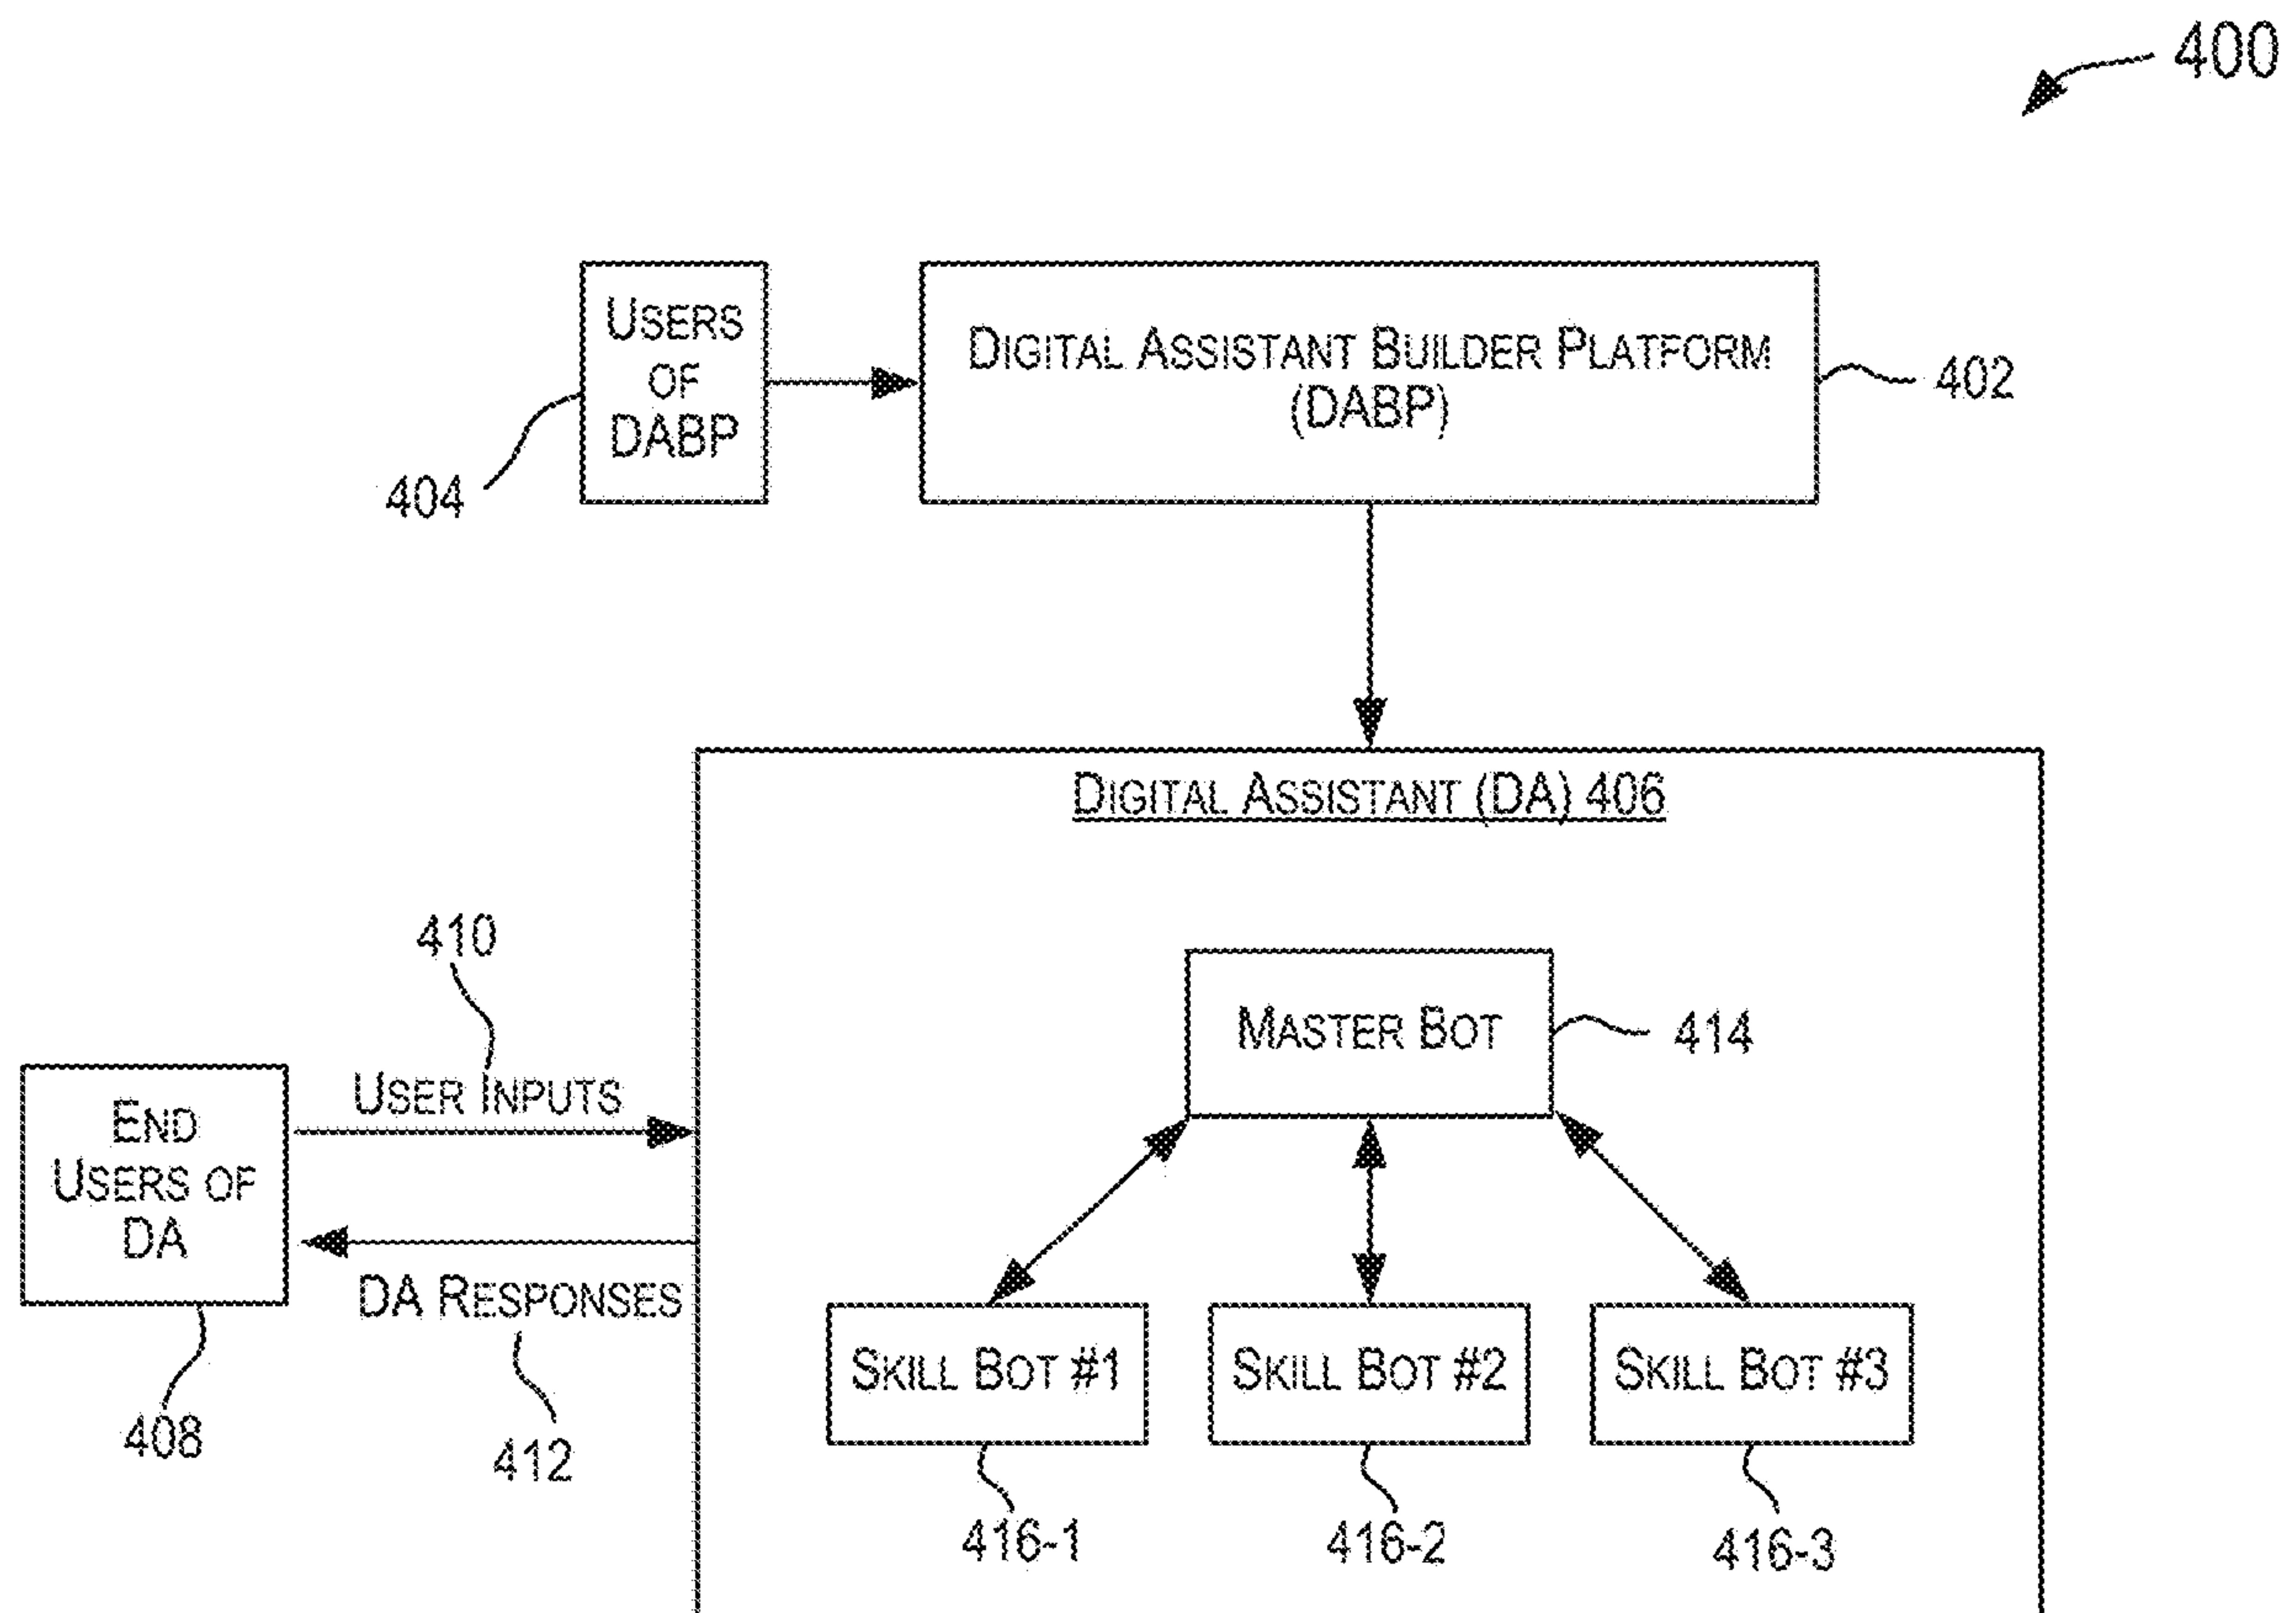 400
USERS
OF
DABP
404
DIGITAL ASSISTANT BUILDER PLATFORM
(DABP)
402
DIGITAL ASSISTANT (DA) 406
410
USER INPUTS
END
USERS OF
DA
408
DA RESPONSES
412
MASTER BOT
414
SKILL BOT #1
SKILL BOT #2
SKILL BOT #3
416-1
416-2
416-3